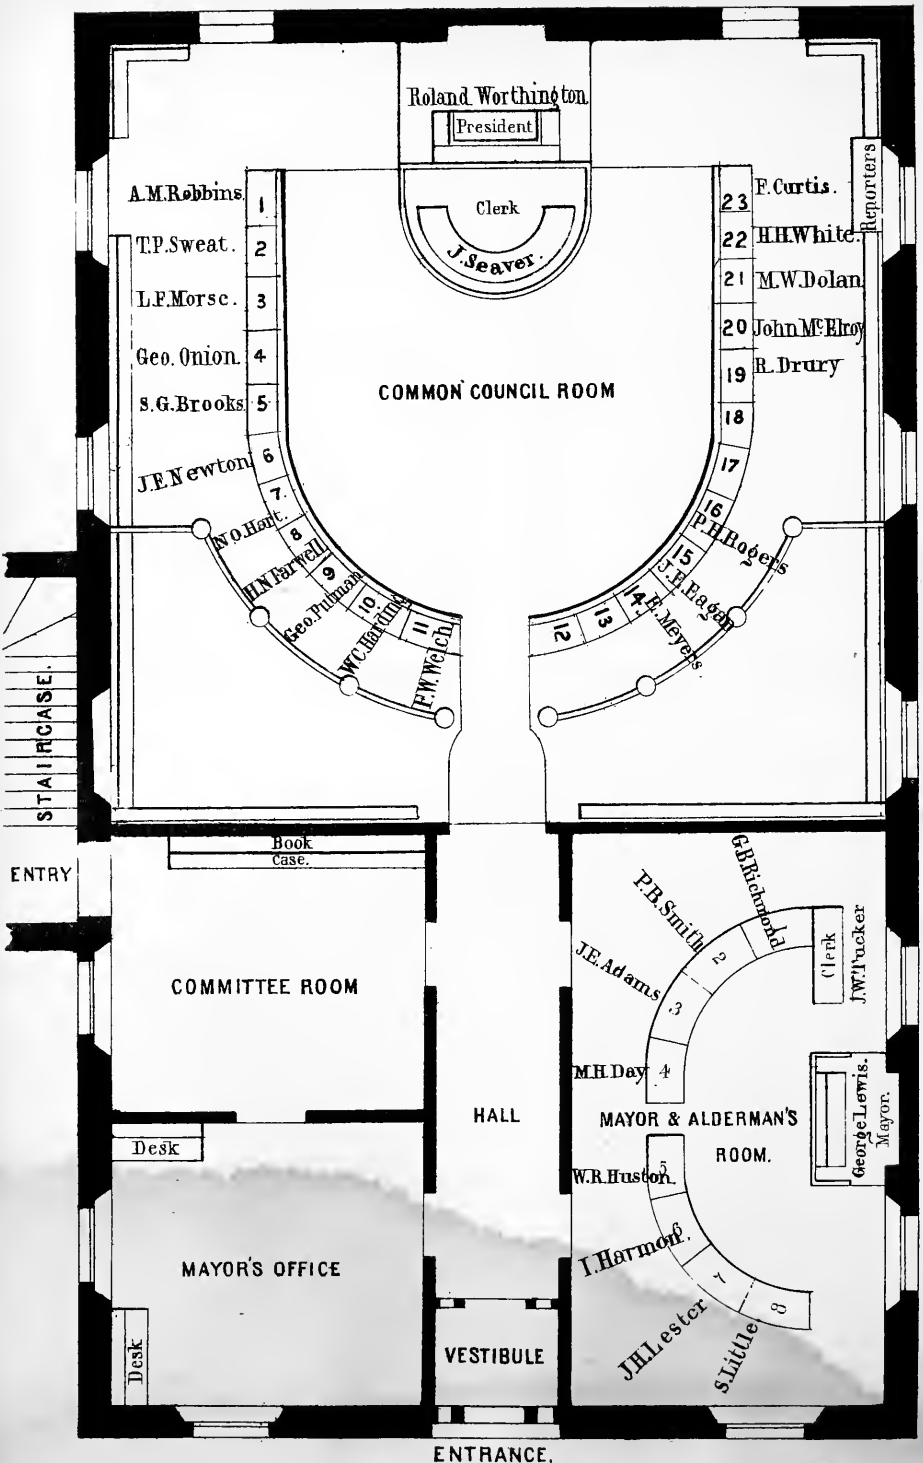 Roland Worthington
President
Clerk
J. Seaver.
Reporters
A.M.Robbins.
1
T.P.Sweat.
2
L.F.Morse.
3
Geo. Onion.
4
S.G.Brooks.
5
J.F.Newton
6
7
N.O.Hart.
8
H.N.Farwell
9
Geo.Putnam
10
W.C.Harding
11
F.W.Welch.
COMMON COUNCIL ROOM
23 F.Curtis.
22 H.H.White.
21 M.W.Dolan
20 John McElroy
19 R.Drury
18
17
16
P.H.Rogers
15
J.F.Eagan
14
E.Meyers.
13
12
STAIRCASE.
ENTRY
Book
Case.
COMMITTEE ROOM
Desk
MAYOR'S OFFICE
Desk
HALL
VESTIBULE
ENTRANCE.
G.B.Richmond
1
P.B.Smith
2
J.E.Adams
3
M.H.Day 4
Clerk
J.W.Tucker
MAYOR & ALDERMAN'S
ROOM.
George Lewis.
Mayor.
W.R.Huston.
5
I.Harmon.
6
J.H.Lester
7
S.Little.
8